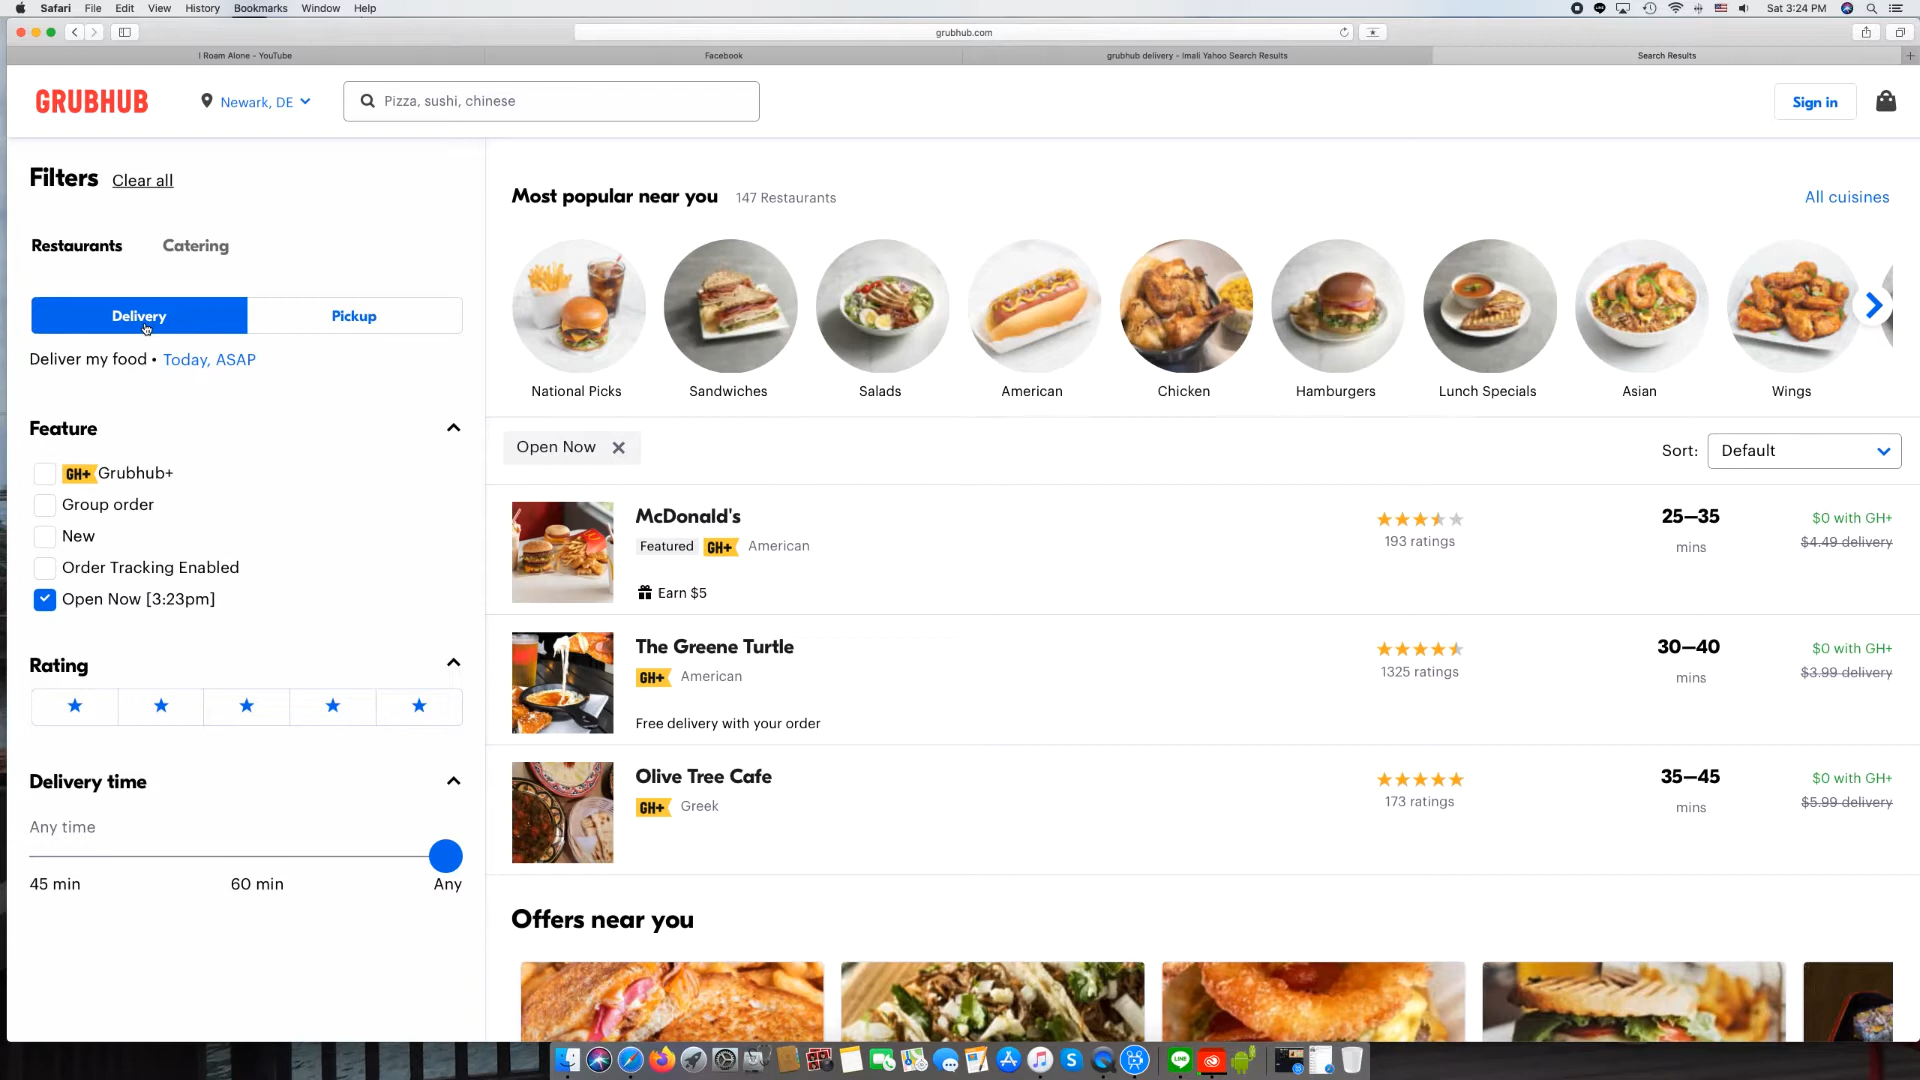 Safari File Edit View History Bookmarks Window Help Sat 3:24 PM
grubhub.com
I Roam Alone - YouTube Facebook grubhub delivery - Imali Yahoo Search Results Search Results
GRUBHUB Newark, DE Pizza, sushi, chinese Sign in
Filters Clear all
Restaurants Catering
Delivery Pickup
Deliver my food • Today, ASAP
Feature
GH+ Grubhub+
Group order
New
Order Tracking Enabled
Open Now [3:23pm]
Rating
Delivery time
Any time
45 min 60 min Any
Most popular near you 147 Restaurants All cuisines
National Picks Sandwiches Salads American Chicken Hamburgers Lunch Specials Asian Wings
Open Now Sort: Default
McDonald's 25–35 $0 with GH+
Featured GH+ American 193 ratings mins $4.49 delivery
Earn $5
The Greene Turtle 30–40 $0 with GH+
GH+ American 1325 ratings mins $3.99 delivery
Free delivery with your order
Olive Tree Cafe 35–45 $0 with GH+
GH+ Greek 173 ratings mins $5.99 delivery
Offers near you
LINE